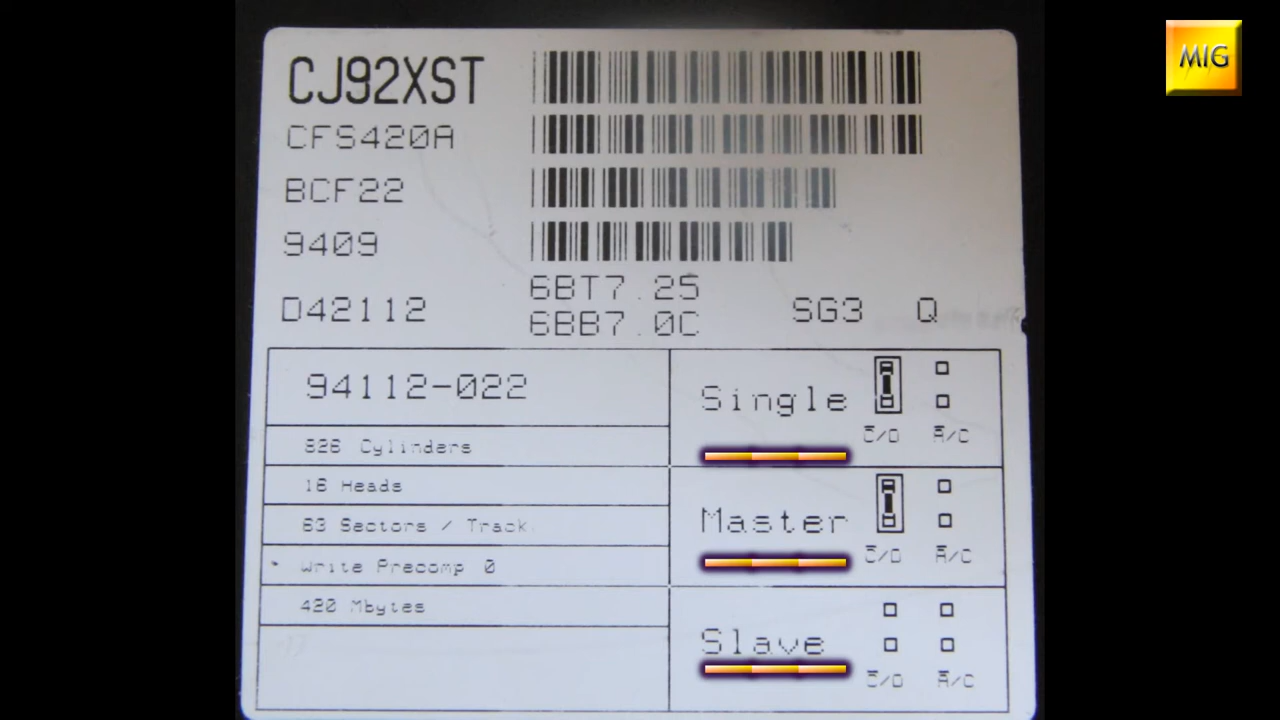 MIG
CJ92XST
CFS420A
BCF22
9409
D42112
6BT7.25
6BB7.0C
SG3 Q
94112-022
826 Cylinders
16 Heads
63 Sectors / Track
* Write Precomp 0
420 Mbytes
Single
C/D A/C
Master
C/D A/C
Slave
C/D A/C